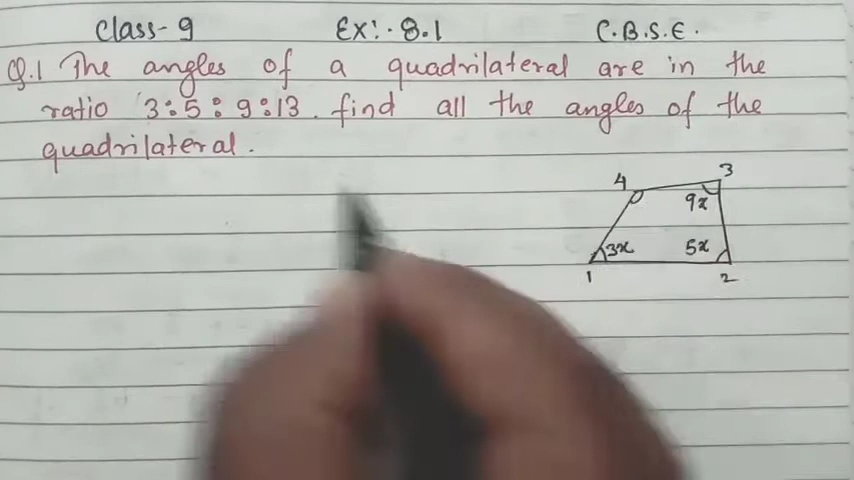 Class-9 Ex:-8.1 C.B.S.E.
Q.1 The angles of a quadrilateral are in the
ratio 3:5:9:13. find all the angles of the
quadrilateral.
4 3
9x
3x 5x
1 2